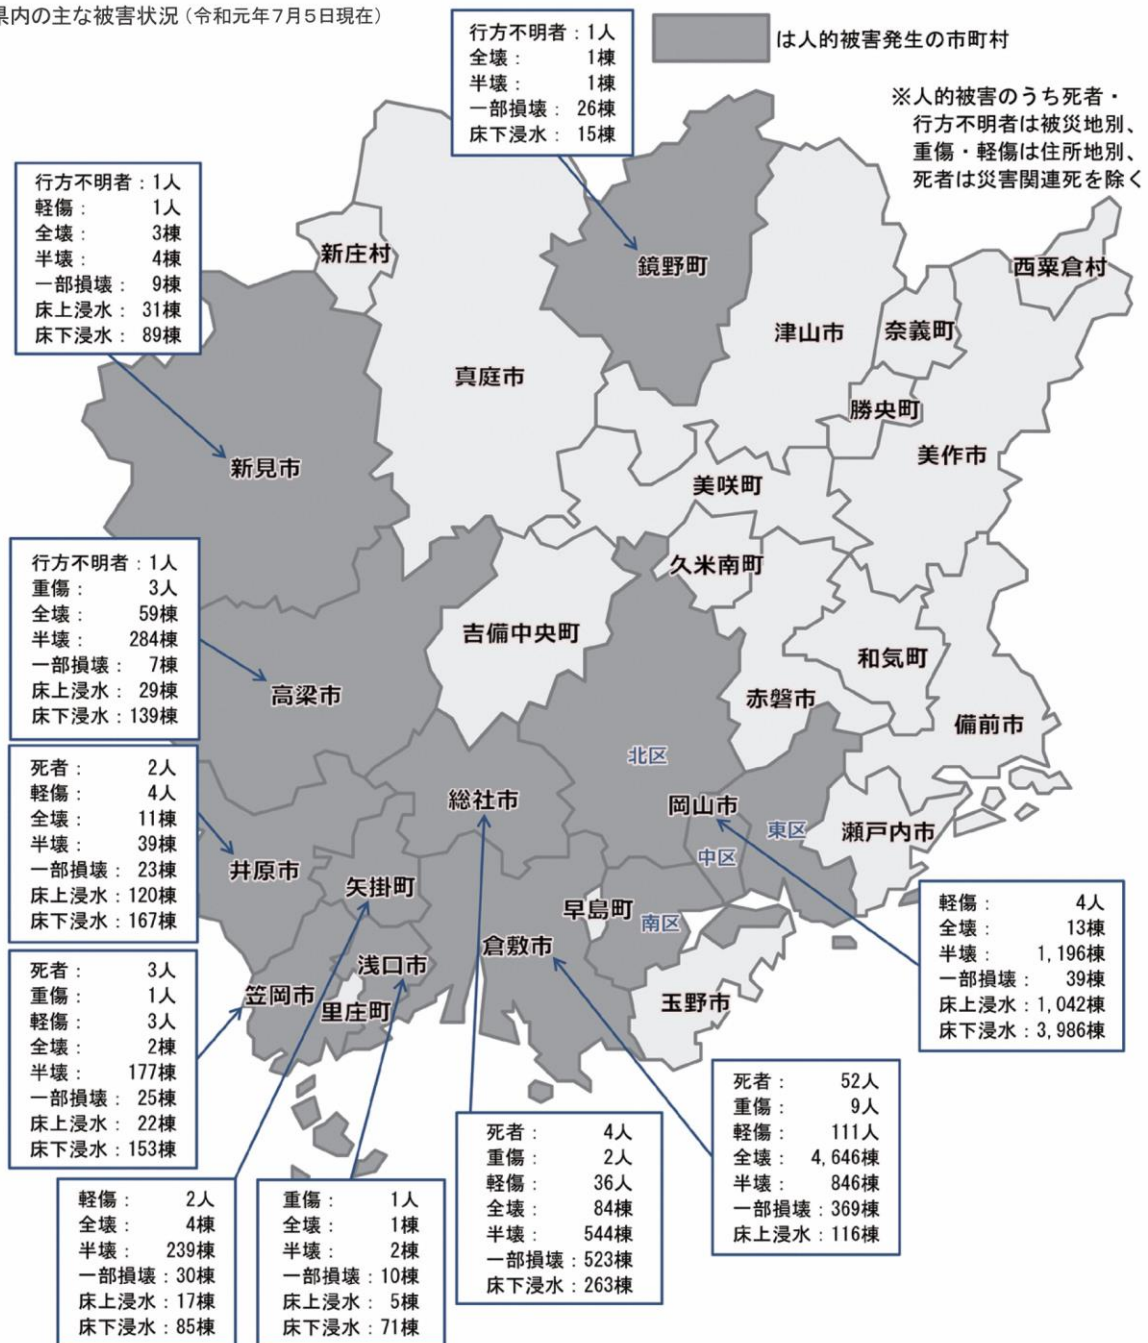 県内の主な被害状況(令和元年7月5日現在)
は人的被害発生の市町村
※人的被害のうち死者・
行方不明者は被災地別、
重傷・軽傷は住所地別、
死者は災害関連死を除く
行方不明者:1人
全壊: 1棟
半壊: 1棟
一部損壊: 26棟
床下浸水: 15棟
行方不明者:1人
軽傷: 1人
全壊: 3棟
半壊: 4棟
一部損壊: 9棟
床上浸水: 31棟
床下浸水: 89棟
新庄村
鏡野町
西粟倉村
津山市
奈義町
真庭市
勝央町
美作市
新見市
美咲町
久米南町
行方不明者:1人
重傷: 3人
全壊: 59棟
半壊: 284棟
一部損壊: 7棟
床上浸水: 29棟
床下浸水:139棟
吉備中央町
和気町
高梁市
赤磐市
備前市
北区
死者: 2人
軽傷: 4人
全壊: 11棟
半壊: 39棟
一部損壊: 23棟
床上浸水:120棟
床下浸水:167棟
総社市
岡山市
東区
瀬戸内市
中区
井原市
矢掛町
早島町
南区
倉敷市
浅口市
笠岡市
里庄町
玉野市
軽傷: 4人
全壊: 13棟
半壊: 1,196棟
一部損壊: 39棟
床上浸水:1,042棟
床下浸水:3,986棟
死者: 3人
重傷: 1人
軽傷: 3人
全壊: 2棟
半壊: 177棟
一部損壊: 25棟
床上浸水: 22棟
床下浸水:153棟
死者: 52人
重傷: 9人
軽傷: 111人
全壊: 4,646棟
半壊: 846棟
一部損壊:369棟
床上浸水:116棟
死者: 4人
重傷: 2人
軽傷: 36人
全壊: 84棟
半壊: 544棟
一部損壊:523棟
床下浸水:263棟
軽傷: 2人
全壊: 4棟
半壊: 239棟
一部損壊:30棟
床上浸水:17棟
床下浸水:85棟
重傷: 1人
全壊: 1棟
半壊: 2棟
一部損壊:10棟
床上浸水: 5棟
床下浸水:71棟